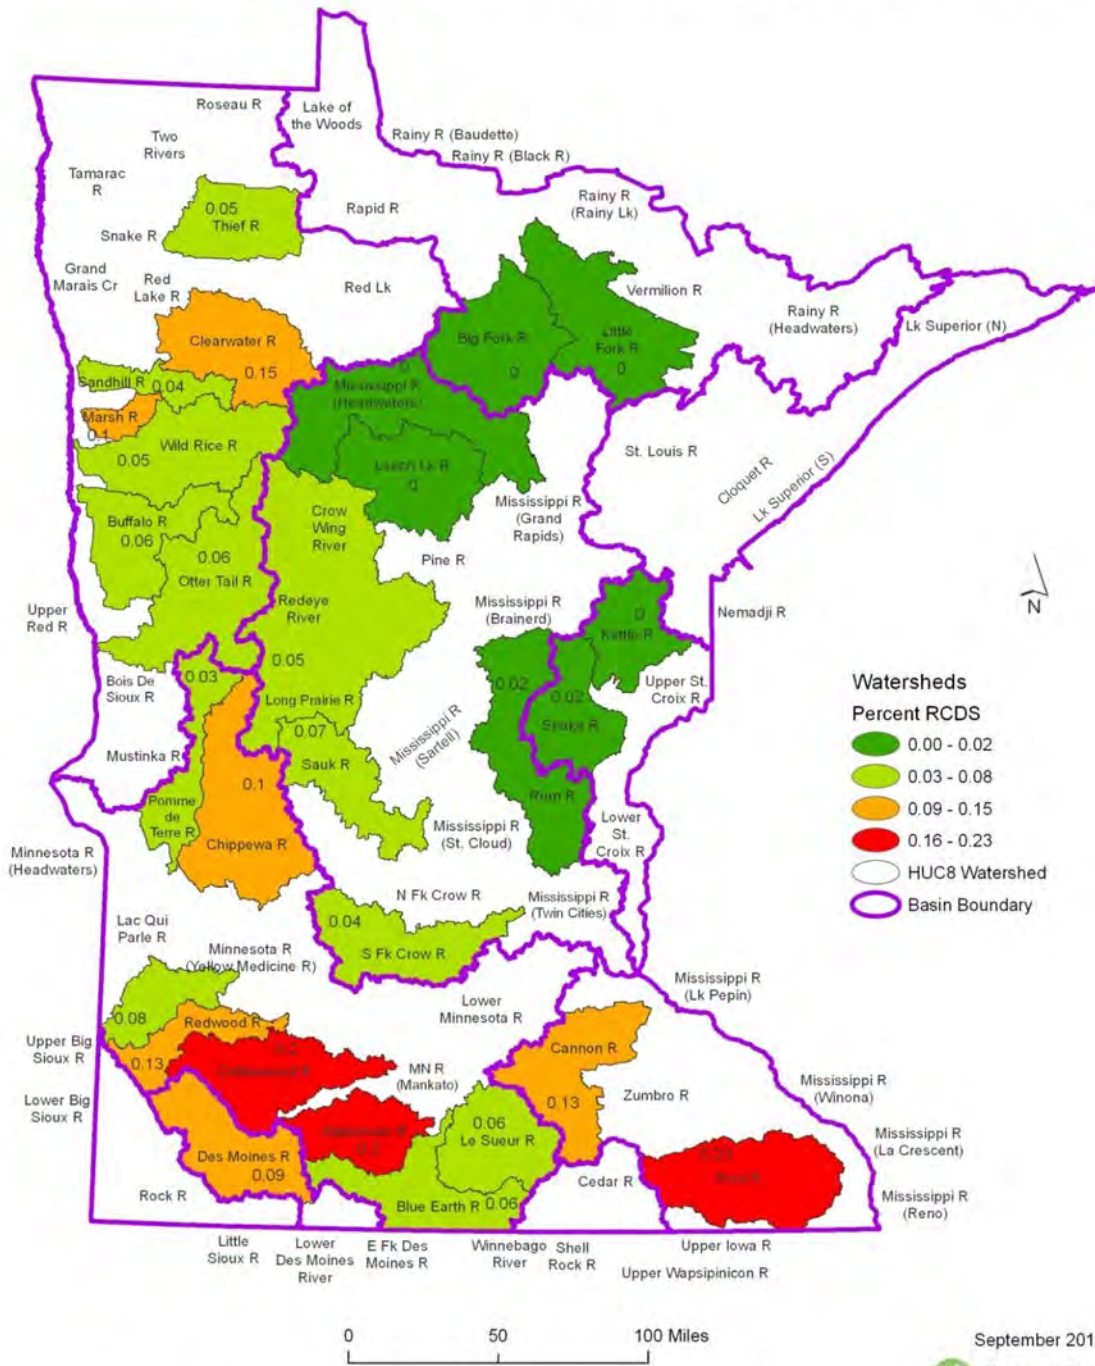 Roseau R
Lake of
the Woods
Two
Rivers
Rainy R (Baudette)
Rainy R (Black R)
Tamarac
R
Rapid R
Rainy R
(Rainy Lk)
0.05
Thief R
Snake R
Grand
Marais Cr
Red
Lake R
Red Lk
Vermilion R
Rainy R
(Headwaters)
Lk Superior (N)
Clearwater R
0.15
Big Fork R
0
Little
Fork R
0
0
Mississippi R
(Headwaters)
Sandhill R
0.04
Marsh R
0.1
Wild Rice R
0.05
Leech Lk R
0
St. Louis R
Cloquet R
Lk Superior (S)
Mississippi R
(Grand
Rapids)
Crow
Wing
River
Buffalo R
0.06
0.06
Otter Tail R
Pine R
N
Upper
Red R
Redeye
River
0.05
Mississippi R
(Brainerd)
0
Kettle R
Nemadji R
Bois De
Sioux R
0.03
Long Prairie R
0.02
0.02
Snake R
Upper St.
Croix R
Mustinka R
0.07
Sauk R
Mississippi R
(Sartell)
0.1
Rum R
Pomme
de
Terre R
Chippewa R
Mississippi R
(St. Cloud)
Lower
St.
Croix R
Minnesota R
(Headwaters)
N Fk Crow R
Mississippi R
(Twin Cities)
0.04
S Fk Crow R
Lac Qui
Parle R
Minnesota R
(Yellow Medicine R)
Mississippi R
(Lk Pepin)
Lower
Minnesota R
0.08
Redwood R
0.13
Upper Big
Sioux R
Cannon R
0.13
MN R
(Mankato)
Zumbro R
Mississippi R
(Winona)
Lower Big
Sioux R
0.06
Le Sueur R
Mississippi R
(La Crescent)
Des Moines R
0.09
Rock R
Blue Earth R
0.06
Cedar R
0.23
Mississippi R
(Reno)
Little
Sioux R
Lower
Des Moines
River
E Fk Des
Moines R
Winnebago
River
Shell
Rock R
Upper Iowa R
Upper Wapsipinicon R
Watersheds
Percent RCDS
0.00 - 0.02
0.03 - 0.08
0.09 - 0.15
0.16 - 0.23
HUC8 Watershed
Basin Boundary
0
50
100 Miles
September 201